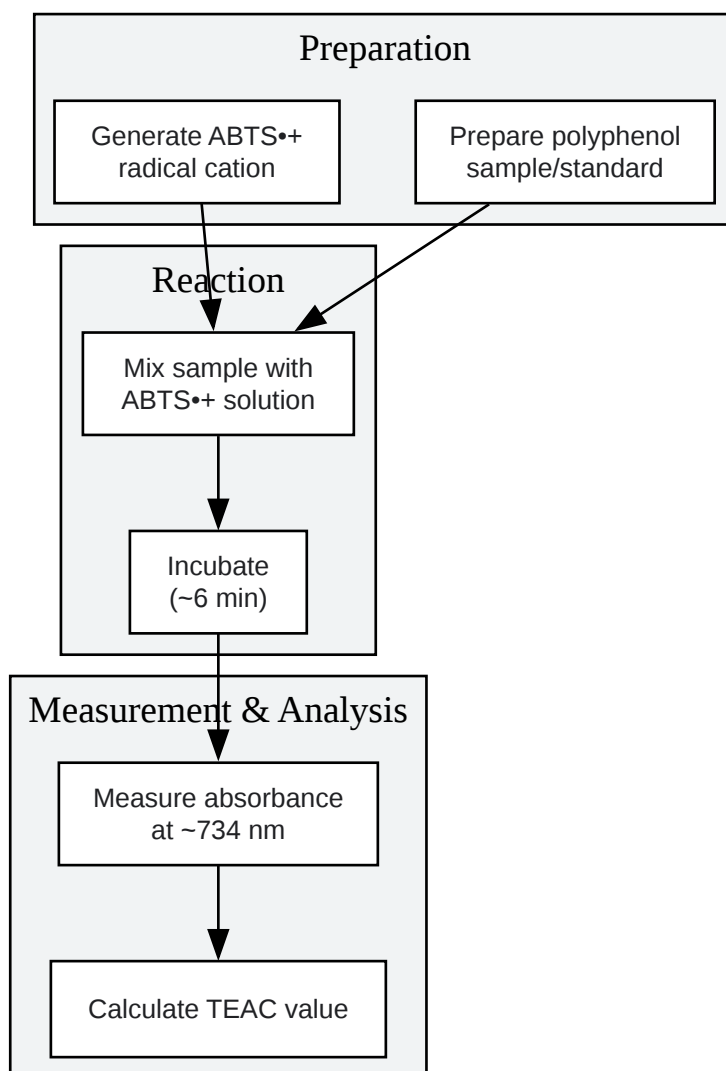 Preparation
Generate ABTS•+
radical cation
Prepare polyphenol
sample/standard
Reaction
Mix sample with
ABTS•+ solution
Incubate
(~6 min)
Measurement & Analysis
Measure absorbance
at ~734 nm
Calculate TEAC value